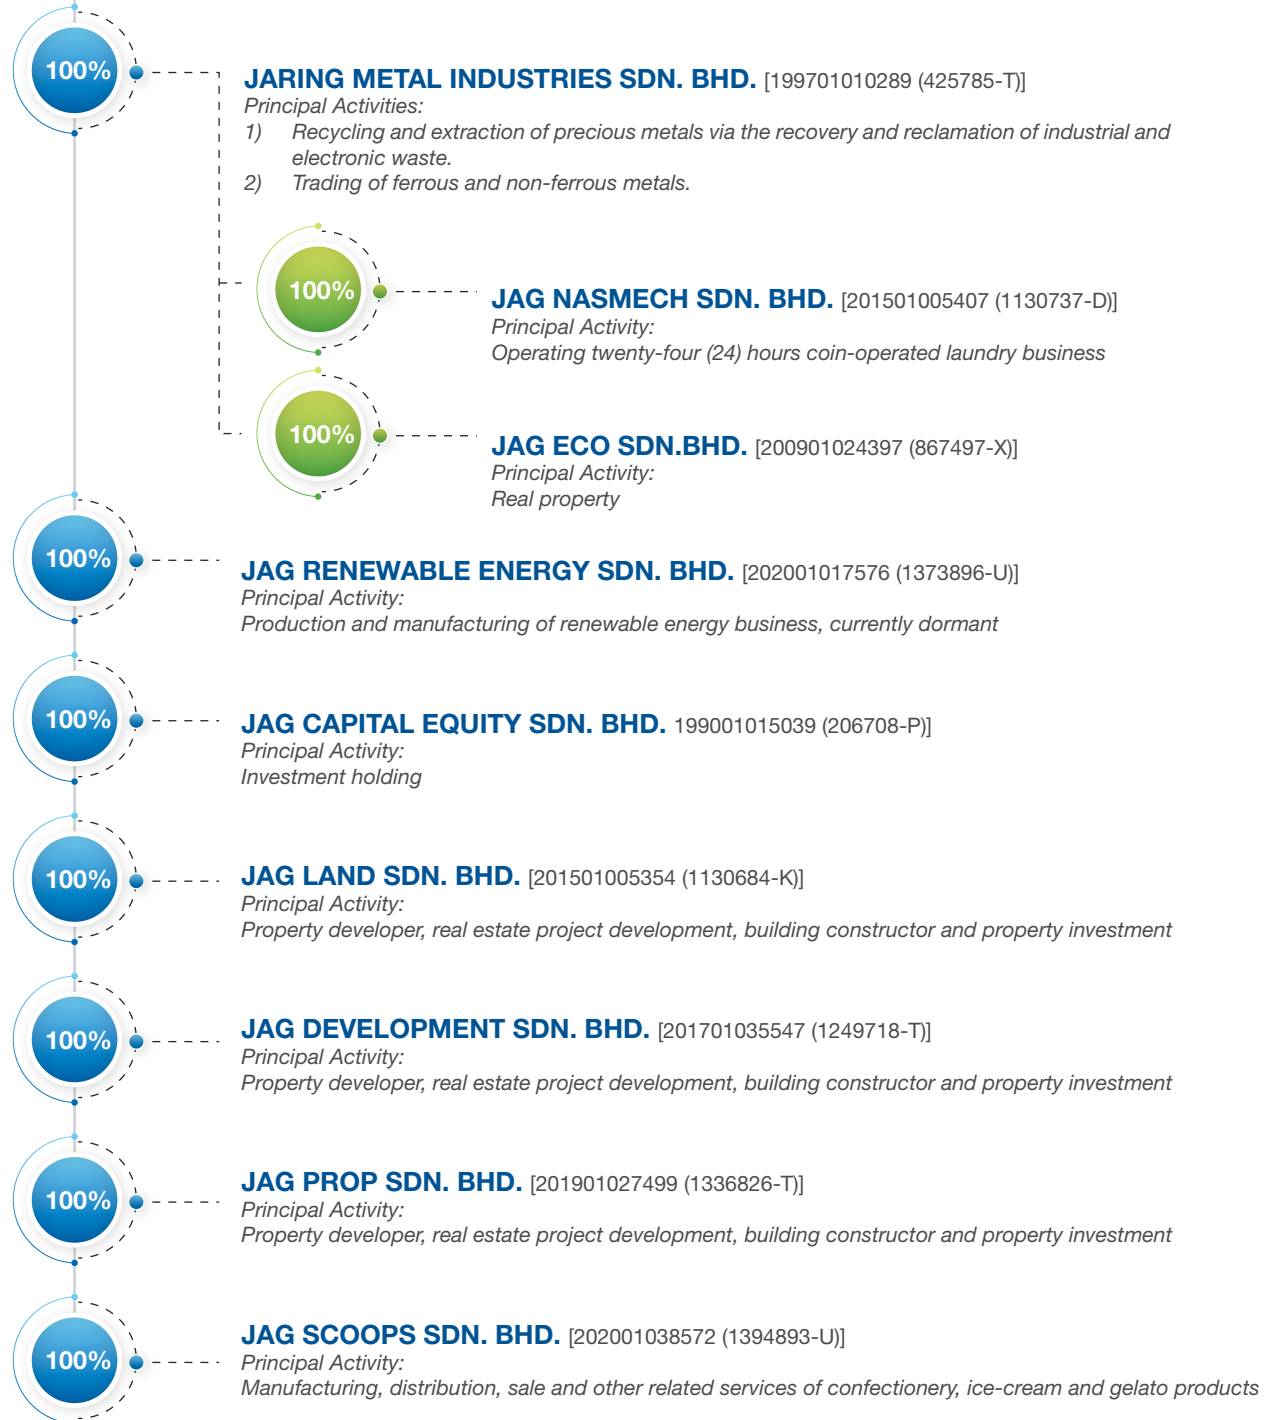 100%
JARING METAL INDUSTRIES SDN. BHD. [199701010289 (425785-T)]
Principal Activities:
1) Recycling and extraction of precious metals via the recovery and reclamation of industrial and
electronic waste.
2) Trading of ferrous and non-ferrous metals.
100%
JAG NASMECH SDN. BHD. [201501005407 (1130737-D)]
Principal Activity:
Operating twenty-four (24) hours coin-operated laundry business
100%
JAG ECO SDN.BHD. [200901024397 (867497-X)]
Principal Activity:
Real property
100%
JAG RENEWABLE ENERGY SDN. BHD. [202001017576 (1373896-U)]
Principal Activity:
Production and manufacturing of renewable energy business, currently dormant
100%
JAG CAPITAL EQUITY SDN. BHD. 199001015039 (206708-P)]
Principal Activity:
Investment holding
100%
JAG LAND SDN. BHD. [201501005354 (1130684-K)]
Principal Activity:
Property developer, real estate project development, building constructor and property investment
100%
JAG DEVELOPMENT SDN. BHD. [201701035547 (1249718-T)]
Principal Activity:
Property developer, real estate project development, building constructor and property investment
100%
JAG PROP SDN. BHD. [201901027499 (1336826-T)]
Principal Activity:
Property developer, real estate project development, building constructor and property investment
100%
JAG SCOOPS SDN. BHD. [202001038572 (1394893-U)]
Principal Activity:
Manufacturing, distribution, sale and other related services of confectionery, ice-cream and gelato products